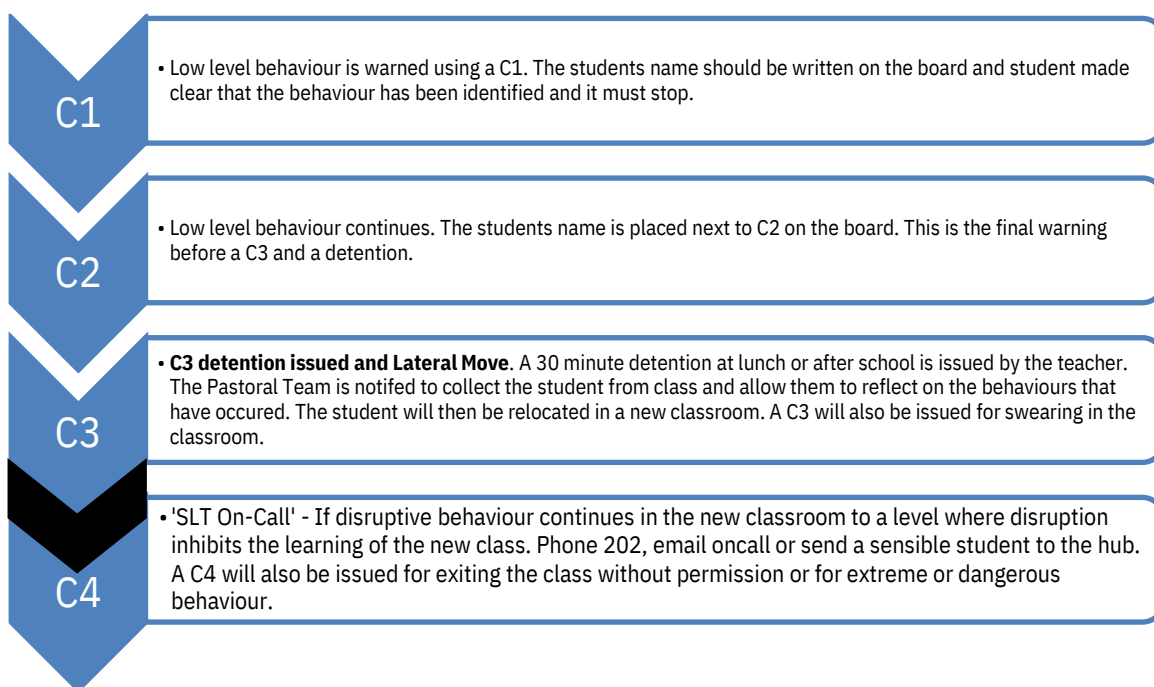 C1
• Low level behaviour is warned using a C1. The students name should be written on the board and student made
clear that the behaviour has been identified and it must stop.
C2
• Low level behaviour continues. The students name is placed next to C2 on the board. This is the final warning
before a C3 and a detention.
C3
• C3 detention issued and Lateral Move. A 30 minute detention at lunch or after school is issued by the teacher.
The Pastoral Team is notifed to collect the student from class and allow them to reflect on the behaviours that
have occured. The student will then be relocated in a new classroom. A C3 will also be issued for swearing in the
classroom.
C4
• 'SLT On-Call' - If disruptive behaviour continues in the new classroom to a level where disruption
inhibits the learning of the new class. Phone 202, email oncall or send a sensible student to the hub.
A C4 will also be issued for exiting the class without permission or for extreme or dangerous
behaviour.